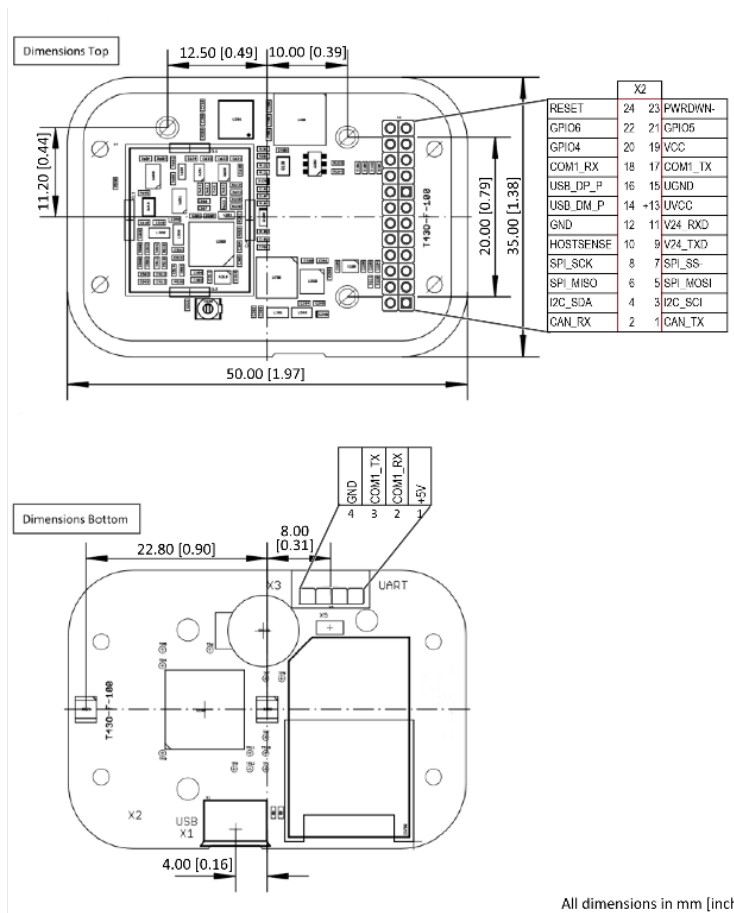 Dimensions Top
12.50 [0.49] 10.00 [0.39]
11.20 [0.44]
20.00 [0.79]
35.00 [1.38]
T430-F-100
50.00 [1.97]
X2
RESET 24 23 PWRDWN-
GPIO6 22 21 GPIO5
GPIO4 20 19 VCC
COM1_RX 18 17 COM1_TX
USB_DP_P 16 15 UGND
USB_DM_P 14 +13 UVCC
GND 12 11 V24_RXD
HOSTSENSE 10 9 V24_TXD
SPI_SCK 8 7 SPI_SS-
SPI_MISO 6 5 SPI_MOSI
I2C_SDA 4 3 I2C_SCl
CAN_RX 2 1 CAN_TX
GND COM1_TX COM1_RX +5V
4 3 2 1
Dimensions Bottom
22.80 [0.90]
8.00
[0.31]
X3
UART
X5
T430-F-100
X2
USB
X1
4.00 [0.16]
All dimensions in mm [inch